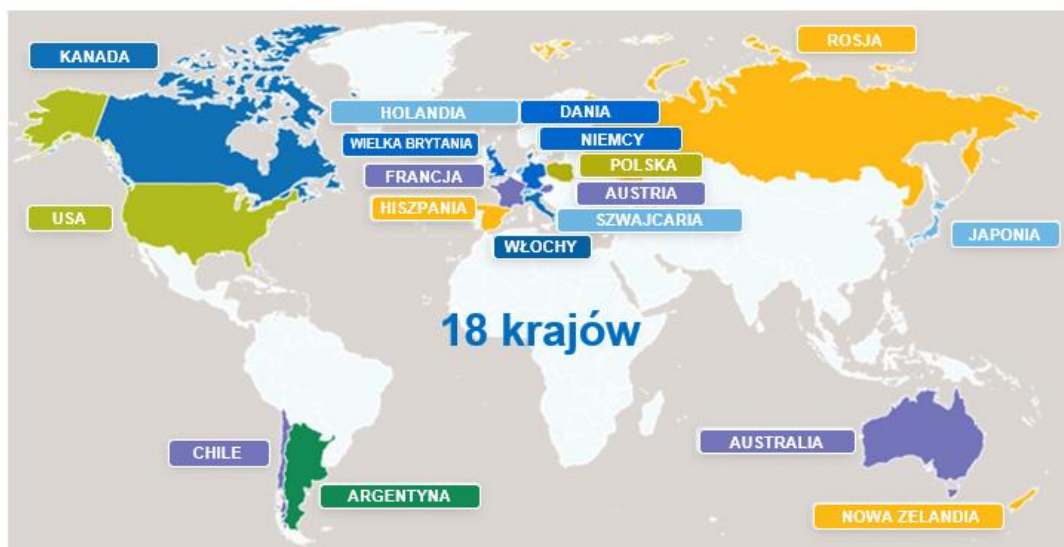 KANADA
ROSJA
HOLANDIA
DANIA
WIELKA BRYTANIA
NIEMCY
FRANCJA
POLSKA
HISZPANIA
AUSTRIA
USA
SZWAJCARIA
JAPONIA
WŁOCHY
18 krajów
CHILE
AUSTRALIA
ARGENTYNA
NOWA ZELANDIA